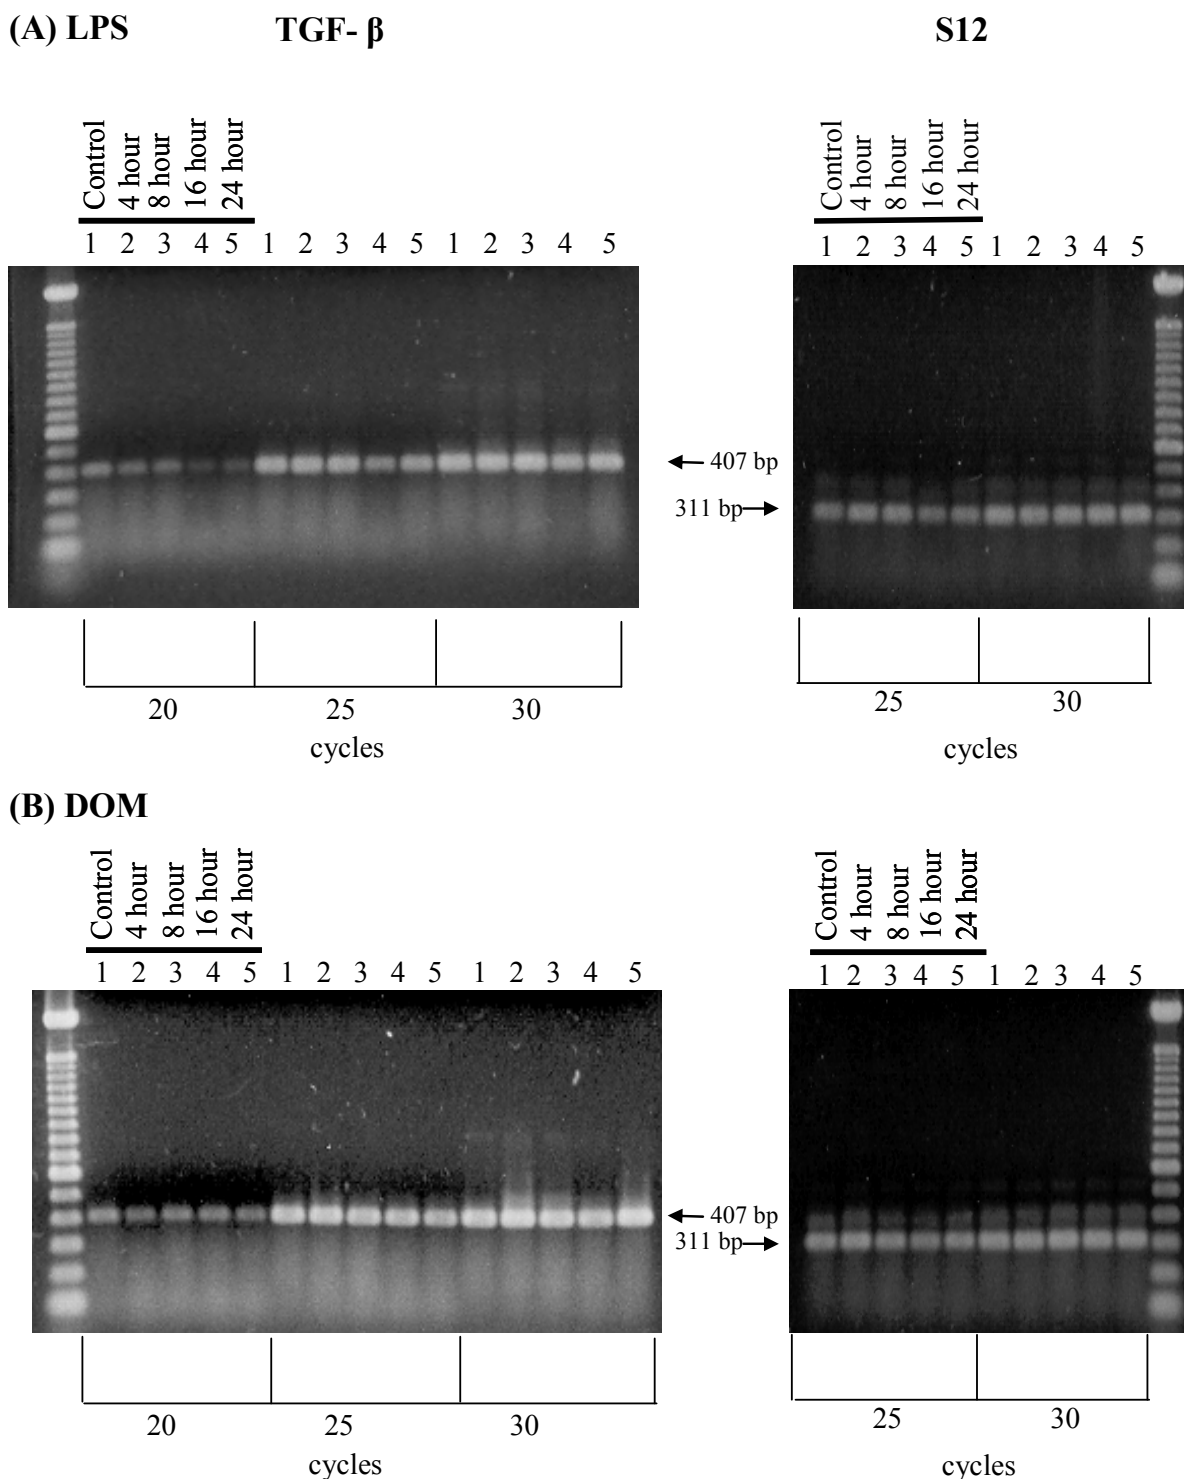 (A) LPS TGF- β S12
Control 4 hour 8 hour 16 hour 24 hour
1 2 3 4 5 1 2 3 4 5 1 2 3 4 5
Control 4 hour 8 hour 16 hour 24 hour
1 2 3 4 5 1 2 3 4 5
407 bp
311 bp
20 25 30
cycles
25 30
cycles
(B) DOM
Control 4 hour 8 hour 16 hour 24 hour
1 2 3 4 5 1 2 3 4 5 1 2 3 4 5
Control 4 hour 8 hour 16 hour 24 hour
1 2 3 4 5 1 2 3 4 5
407 bp
311 bp
20 25 30
cycles
25 30
cycles